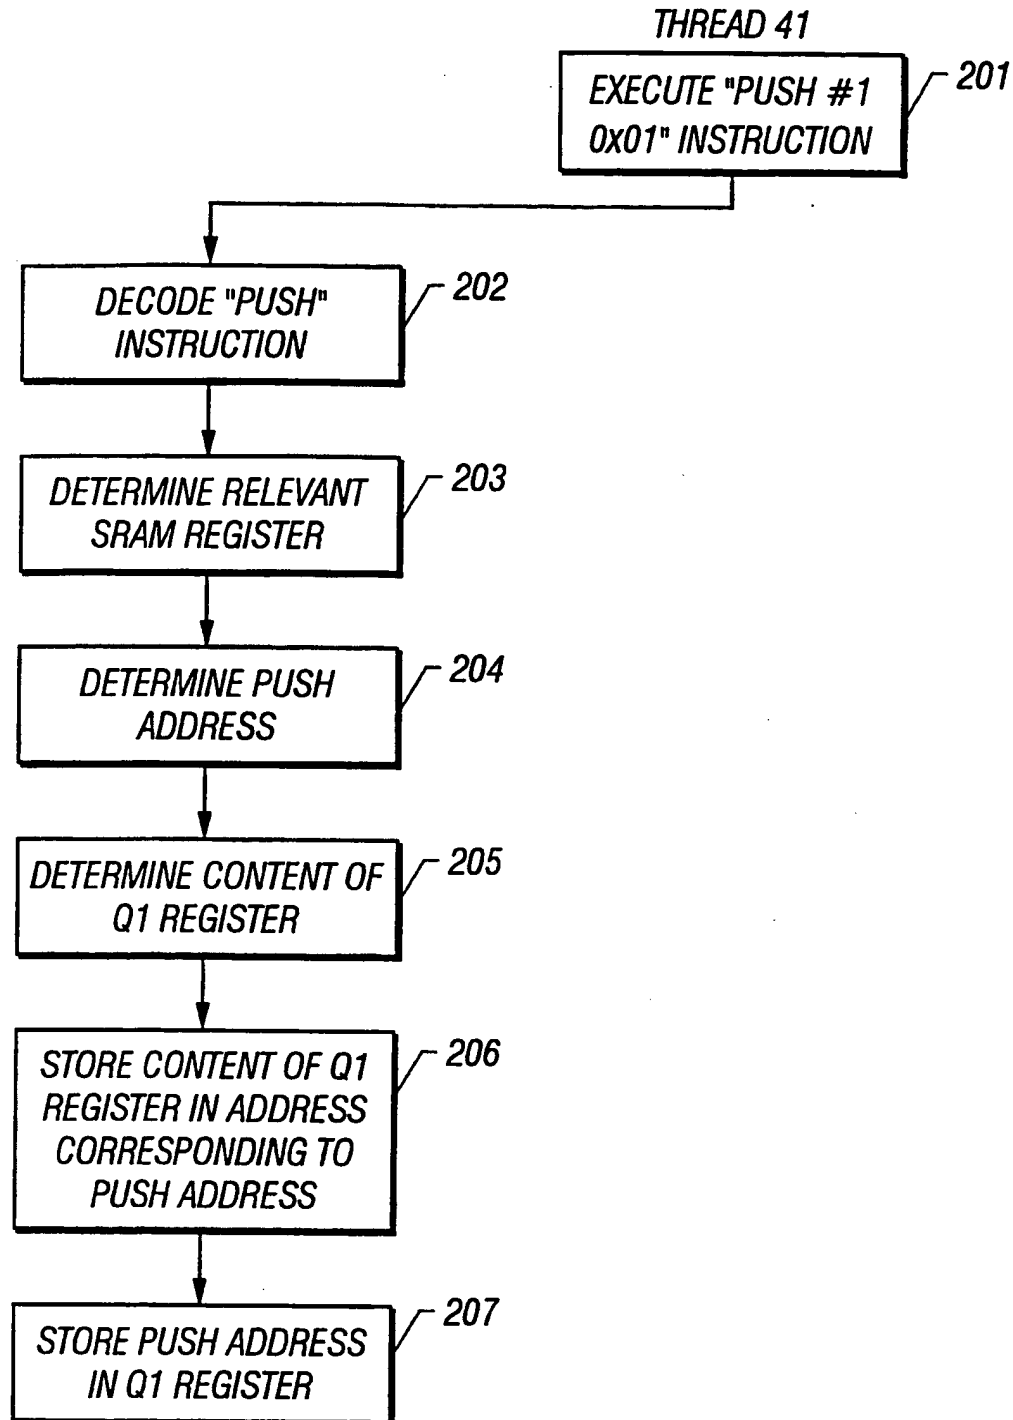 THREAD 41
EXECUTE "PUSH #1
0x01" INSTRUCTION
201
DECODE "PUSH"
INSTRUCTION
202
DETERMINE RELEVANT
SRAM REGISTER
203
DETERMINE PUSH
ADDRESS
204
DETERMINE CONTENT OF
Q1 REGISTER
205
STORE CONTENT OF Q1
REGISTER IN ADDRESS
CORRESPONDING TO
PUSH ADDRESS
206
STORE PUSH ADDRESS
IN Q1 REGISTER
207